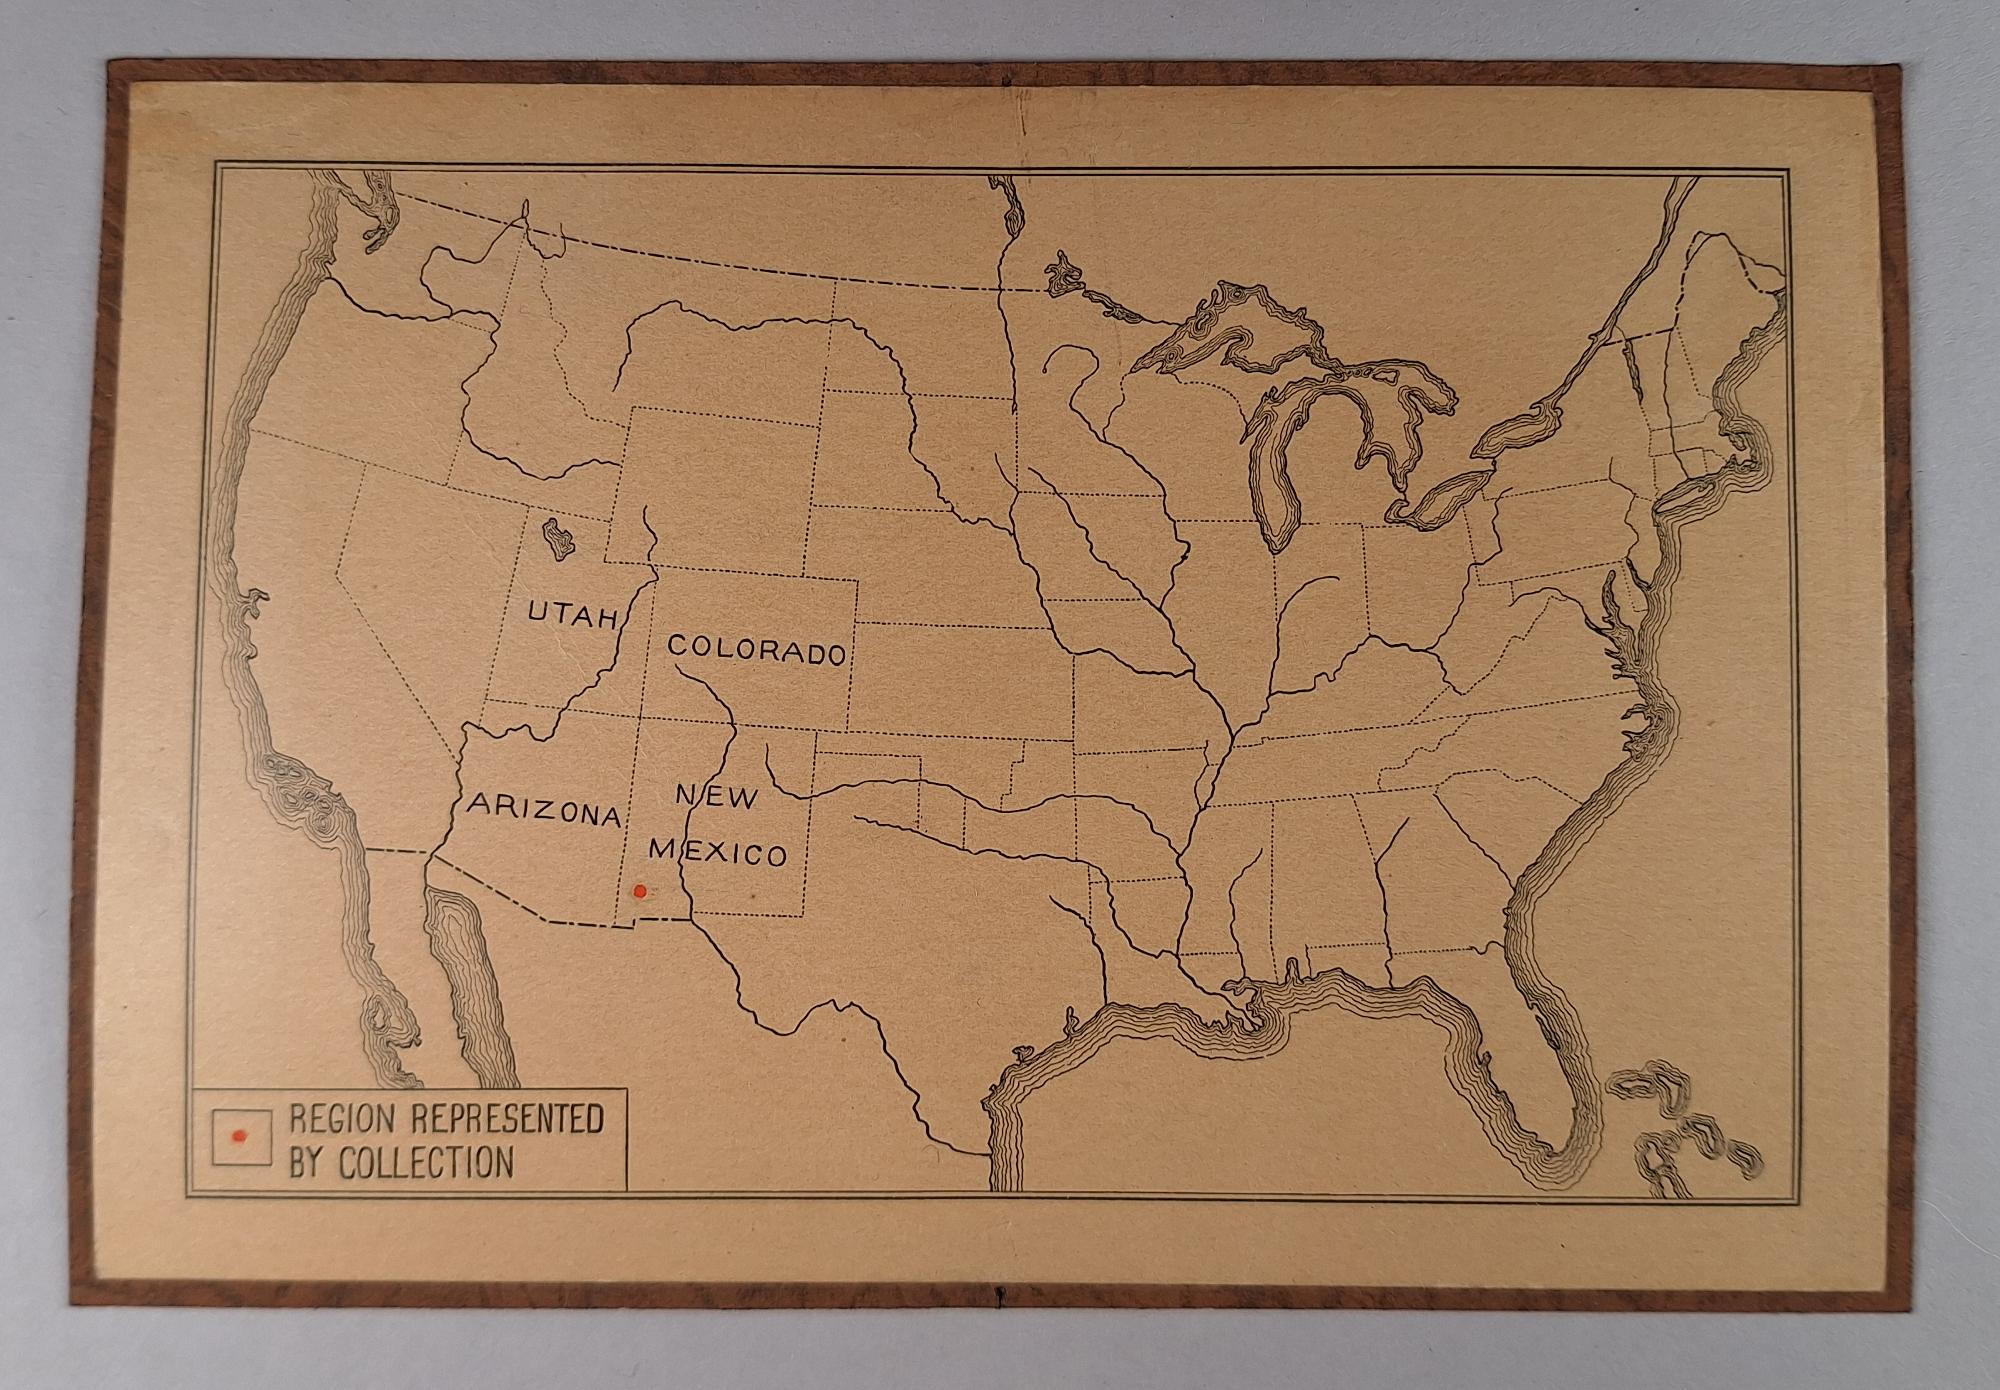 UTAH
COLORADO
ARIZONA
NEW
MEXICO
REGION REPRESENTED
BY COLLECTION